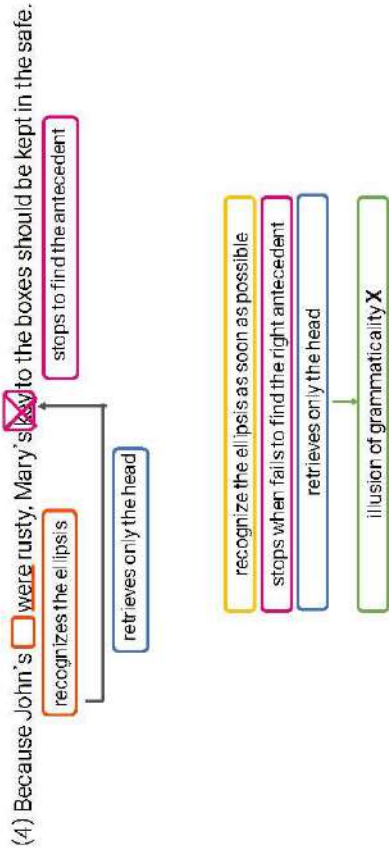 (4) Because John's were rusty, Mary's key to the boxes should be kept in the safe.
recognizes the ellipsis
stops to find the antecedent
retrieves only the head
recognize the ellipsis as soon as possible
stops when fails to find the right antecedent
retrieves only the head
illusion of grammaticality X